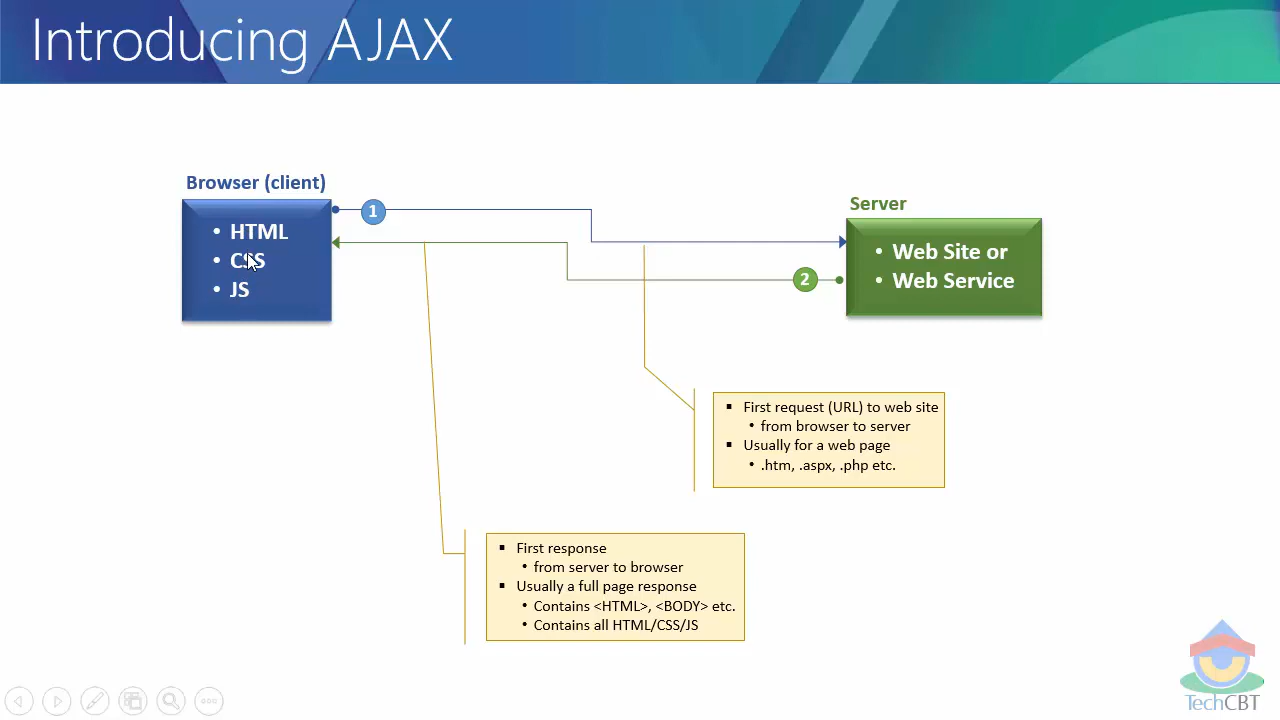 Introducing AJAX
Browser (client)
• HTML
• CSS
• JS
1
2
Server
• Web Site or
• Web Service
▪ First request (URL) to web site
• from browser to server
▪ Usually for a web page
• .htm, .aspx, .php etc.
▪ First response
• from server to browser
▪ Usually a full page response
• Contains <HTML>, <BODY> etc.
• Contains all HTML/CSS/JS
TechCBT